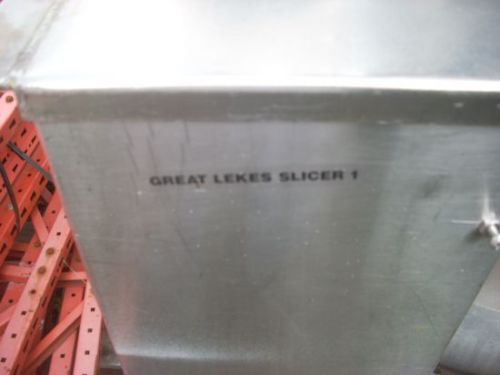 GREAT LEKES SLICER 1